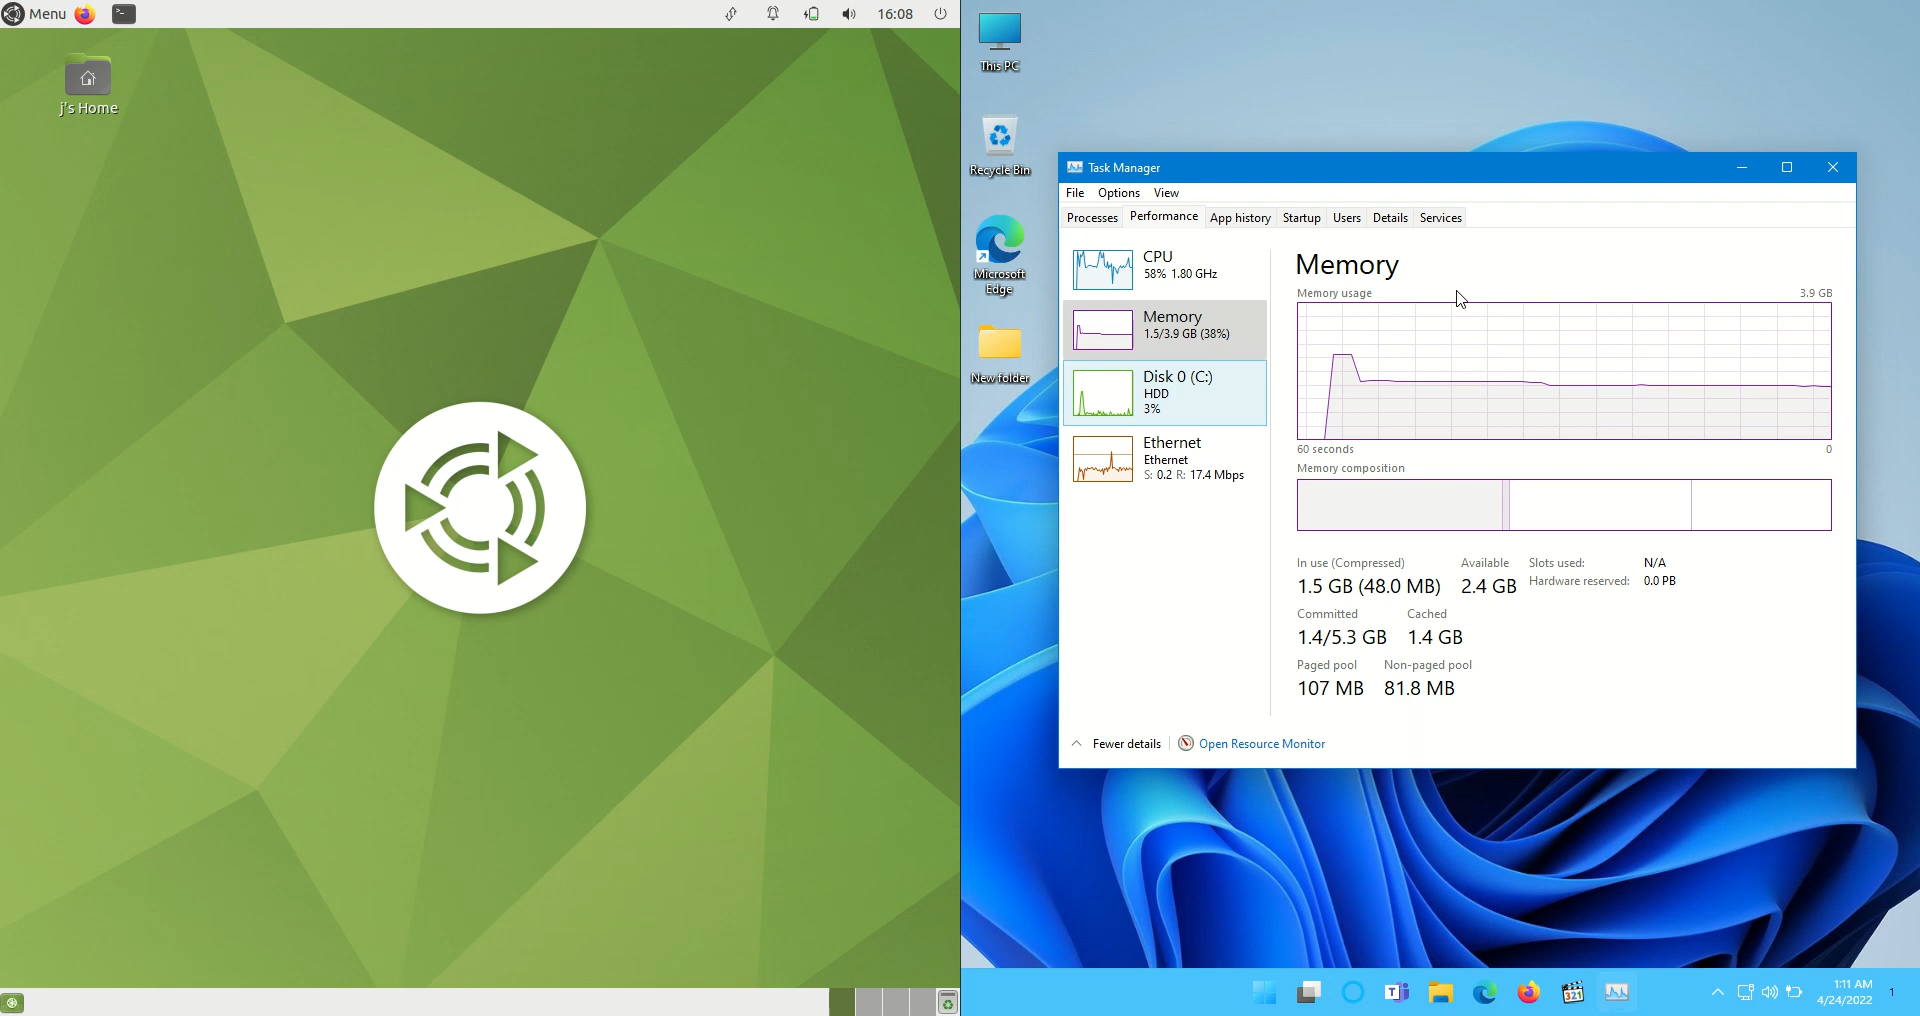 Menu
16:08
j's Home
This PC
Recycle Bin
Microsoft
Edge
New folder
Task Manager
File Options View
Processes Performance App history Startup Users Details Services
CPU
58% 1.80 GHz
Memory
1.5/3.9 GB (38%)
Disk 0 (C:)
HDD
3%
Ethernet
Ethernet
S: 0.2 R: 17.4 Mbps
Memory
Memory usage 3.9 GB
60 seconds 0
Memory composition
In use (Compressed) Available Slots used: N/A
1.5 GB (48.0 MB) 2.4 GB Hardware reserved: 0.0 PB
Committed Cached
1.4/5.3 GB 1.4 GB
Paged pool Non-paged pool
107 MB 81.8 MB
Fewer details Open Resource Monitor
321
1:11 AM
4/24/2022
1